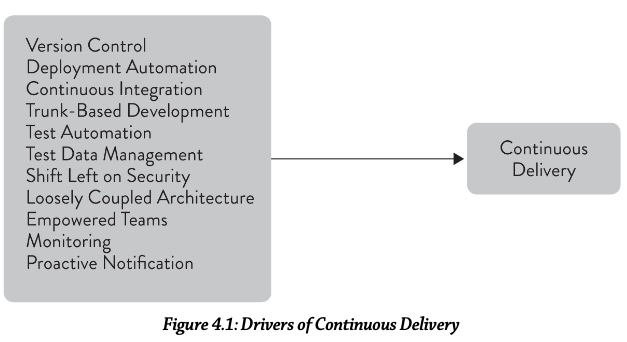 Version Control
Deployment Automation
Continuous Integration
Trunk-Based Development
Test Automation
Test Data Management
Shift Left on Security
Loosely Coupled Architecture
Empowered Teams
Monitoring
Proactive Notification
Continuous
Delivery
Figure 4.1: Drivers of Continuous Delivery